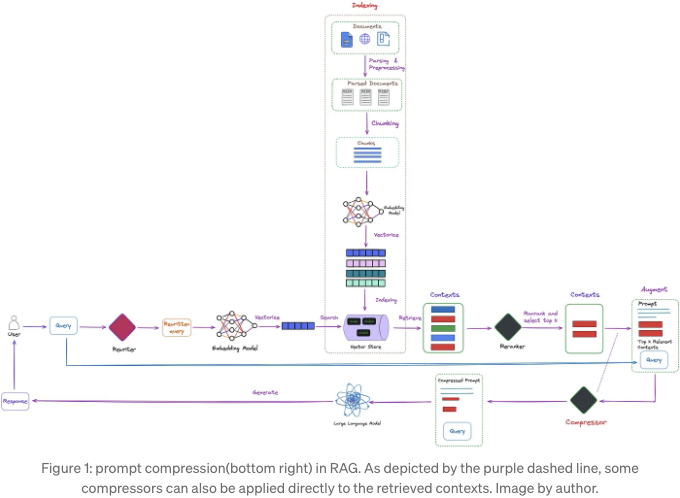 Indexing
Documents
Parsing &
Preprocessing
Parsed Documents
Chunking
Chunks
Embedding
Model
Vectorize
Indexing
User
Query
Rewriter
Rewritten
query
Embedding Model
Vectorize
Search
Vector Store
Retrieve
Contexts
Rerank and
select top k
Reranker
Contexts
Augment
Prompt
Top k Relevant
Contexts
Query
Compressor
Compressed Prompt
Query
Large Language Model
Generate
Response
Figure 1: prompt compression(bottom right) in RAG. As depicted by the purple dashed line, some
compressors can also be applied directly to the retrieved contexts. Image by author.